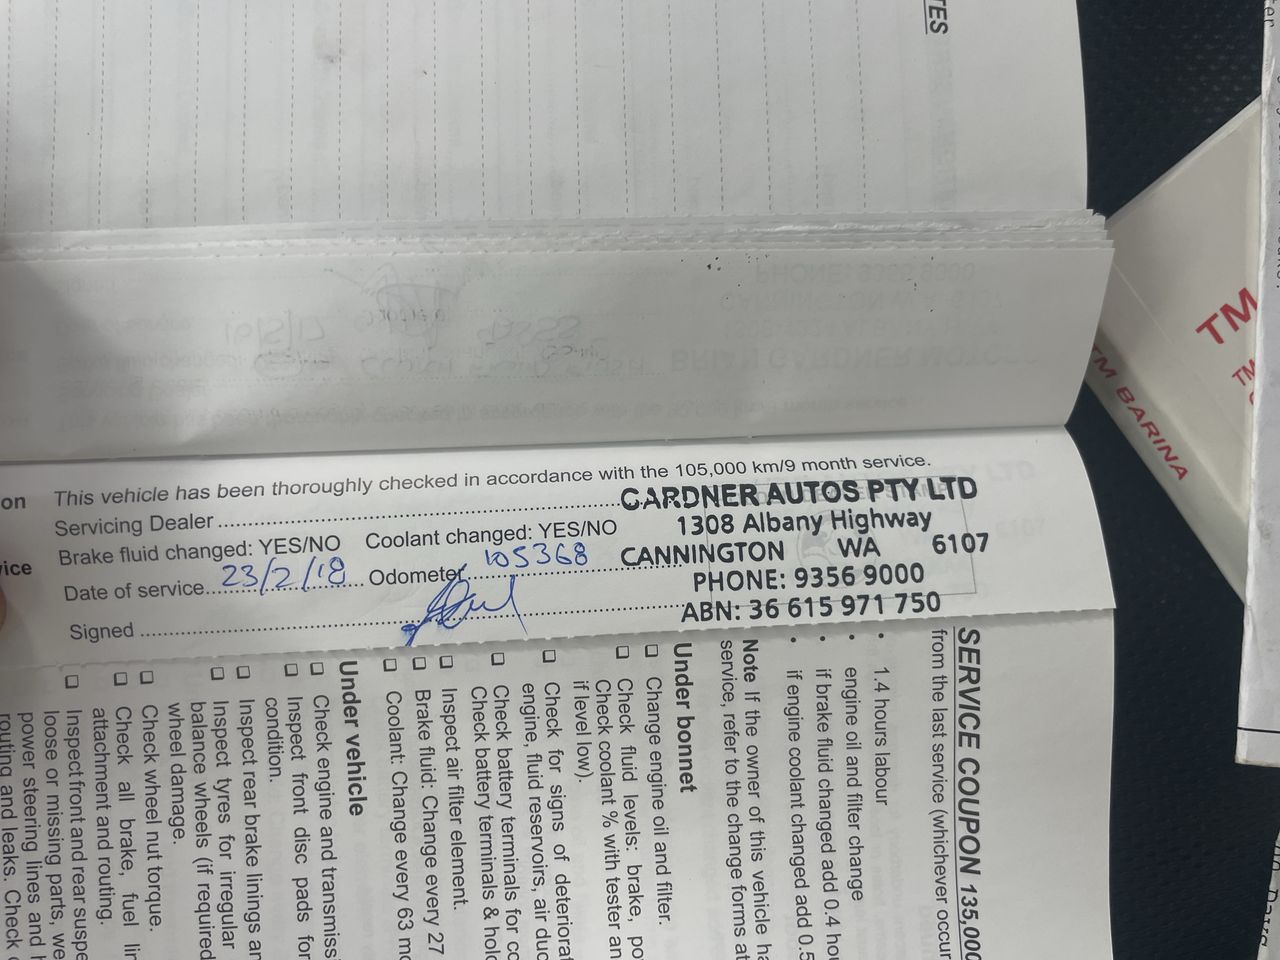 TES
TM
TM BARINA
on
This vehicle has been thoroughly checked in accordance with the 105,000 km/9 month service.
Servicing Dealer
Brake fluid changed: YES/NO Coolant changed: YES/NO
Date of service 23/2/18 Odometer 105368
Signed
ice
GARDNER AUTOS PTY LTD
1308 Albany Highway
CANNINGTON WA 6107
PHONE: 9356 9000
ABN: 36 615 971 750
SERVICE COUPON 135,000
from the last service (whichever occur
• 1.4 hours labour
• engine oil and filter change
• if brake fluid changed add 0.4 hou
• if engine coolant changed add 0.5
Note If the owner of this vehicle ha
service, refer to the change forms at
Under bonnet
❑ Change engine oil and filter.
❑ Check fluid levels: brake, po
Check coolant % with tester an
if level low).
❑ Check for signs of deteriorat
engine, fluid reservoirs, air duc
❑ Check battery terminals for co
Check battery terminals & hold
❑ Inspect air filter element.
❑ Brake fluid: Change every 27
❑ Coolant: Change every 63 mo
Under vehicle
❑ Check engine and transmiss
❑ Inspect front disc pads for
condition.
❑ Inspect rear brake linings an
❑ Inspect tyres for irregular
balance wheels (if required
wheel damage.
❑ Check wheel nut torque.
❑ Check all brake, fuel lin
attachment and routing.
❑ Inspect front and rear suspe
loose or missing parts, we
power steering lines and h
routing and leaks. Check